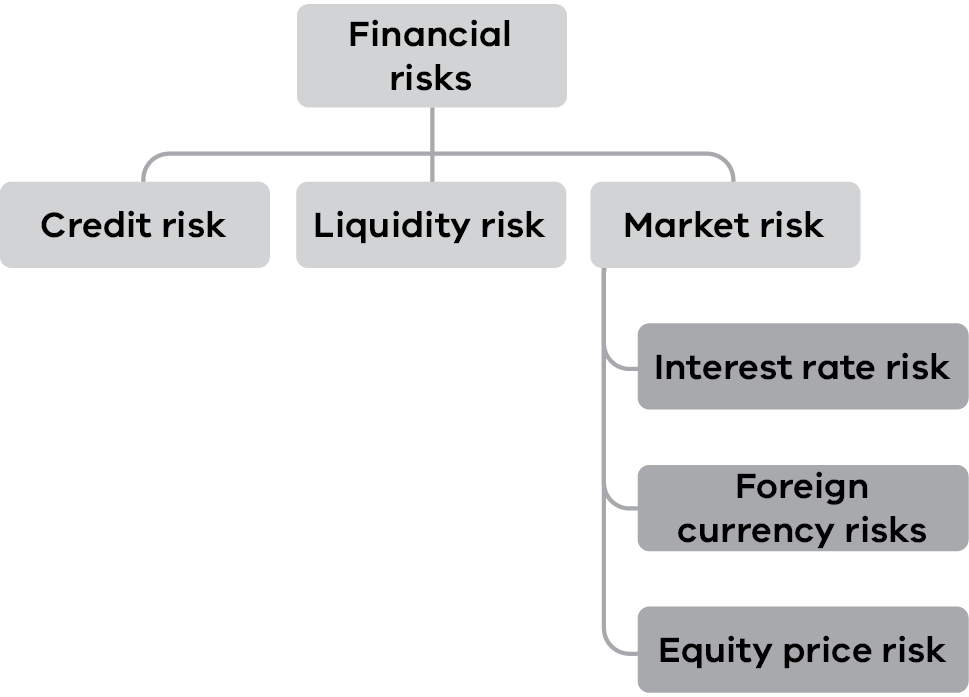 Financial
risks
Credit risk
Liquidity risk
Market risk
Interest rate risk
Foreign
currency risks
Equity price risk